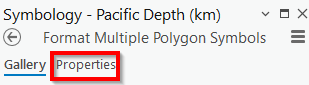 Symbology - Pacific Depth (km)
Format Multiple Polygon Symbols
Gallery Properties